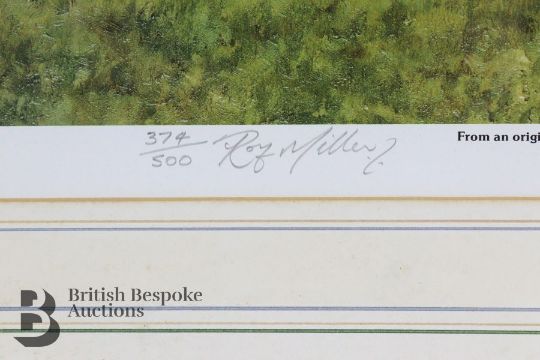 374
500
Roy Miller
From an origi
British Bespoke
Auctions